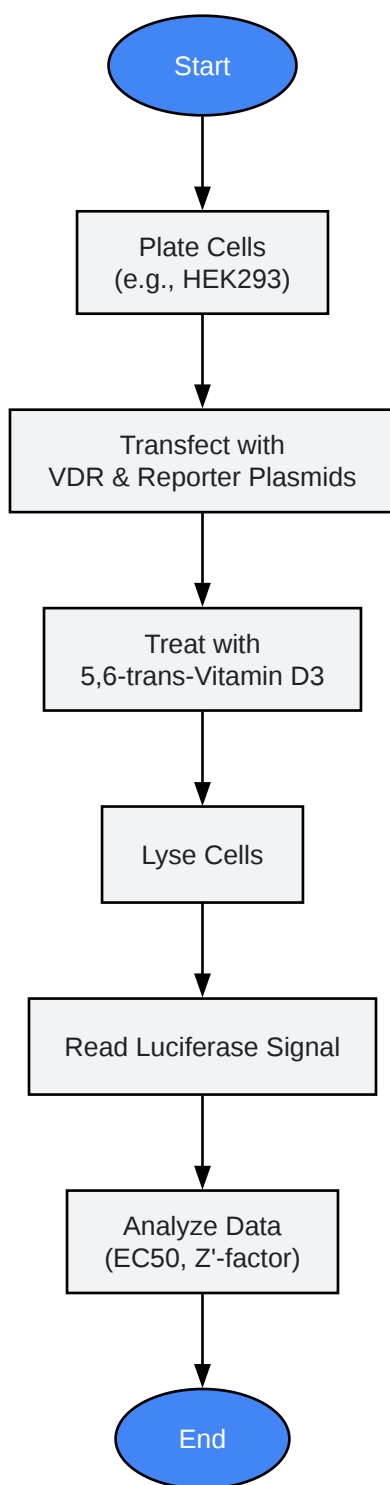 Start
Plate Cells
(e.g., HEK293)
Transfect with
VDR & Reporter Plasmids
Treat with
5,6-trans-Vitamin D3
Lyse Cells
Read Luciferase Signal
Analyze Data
(EC50, Z'-factor)
End